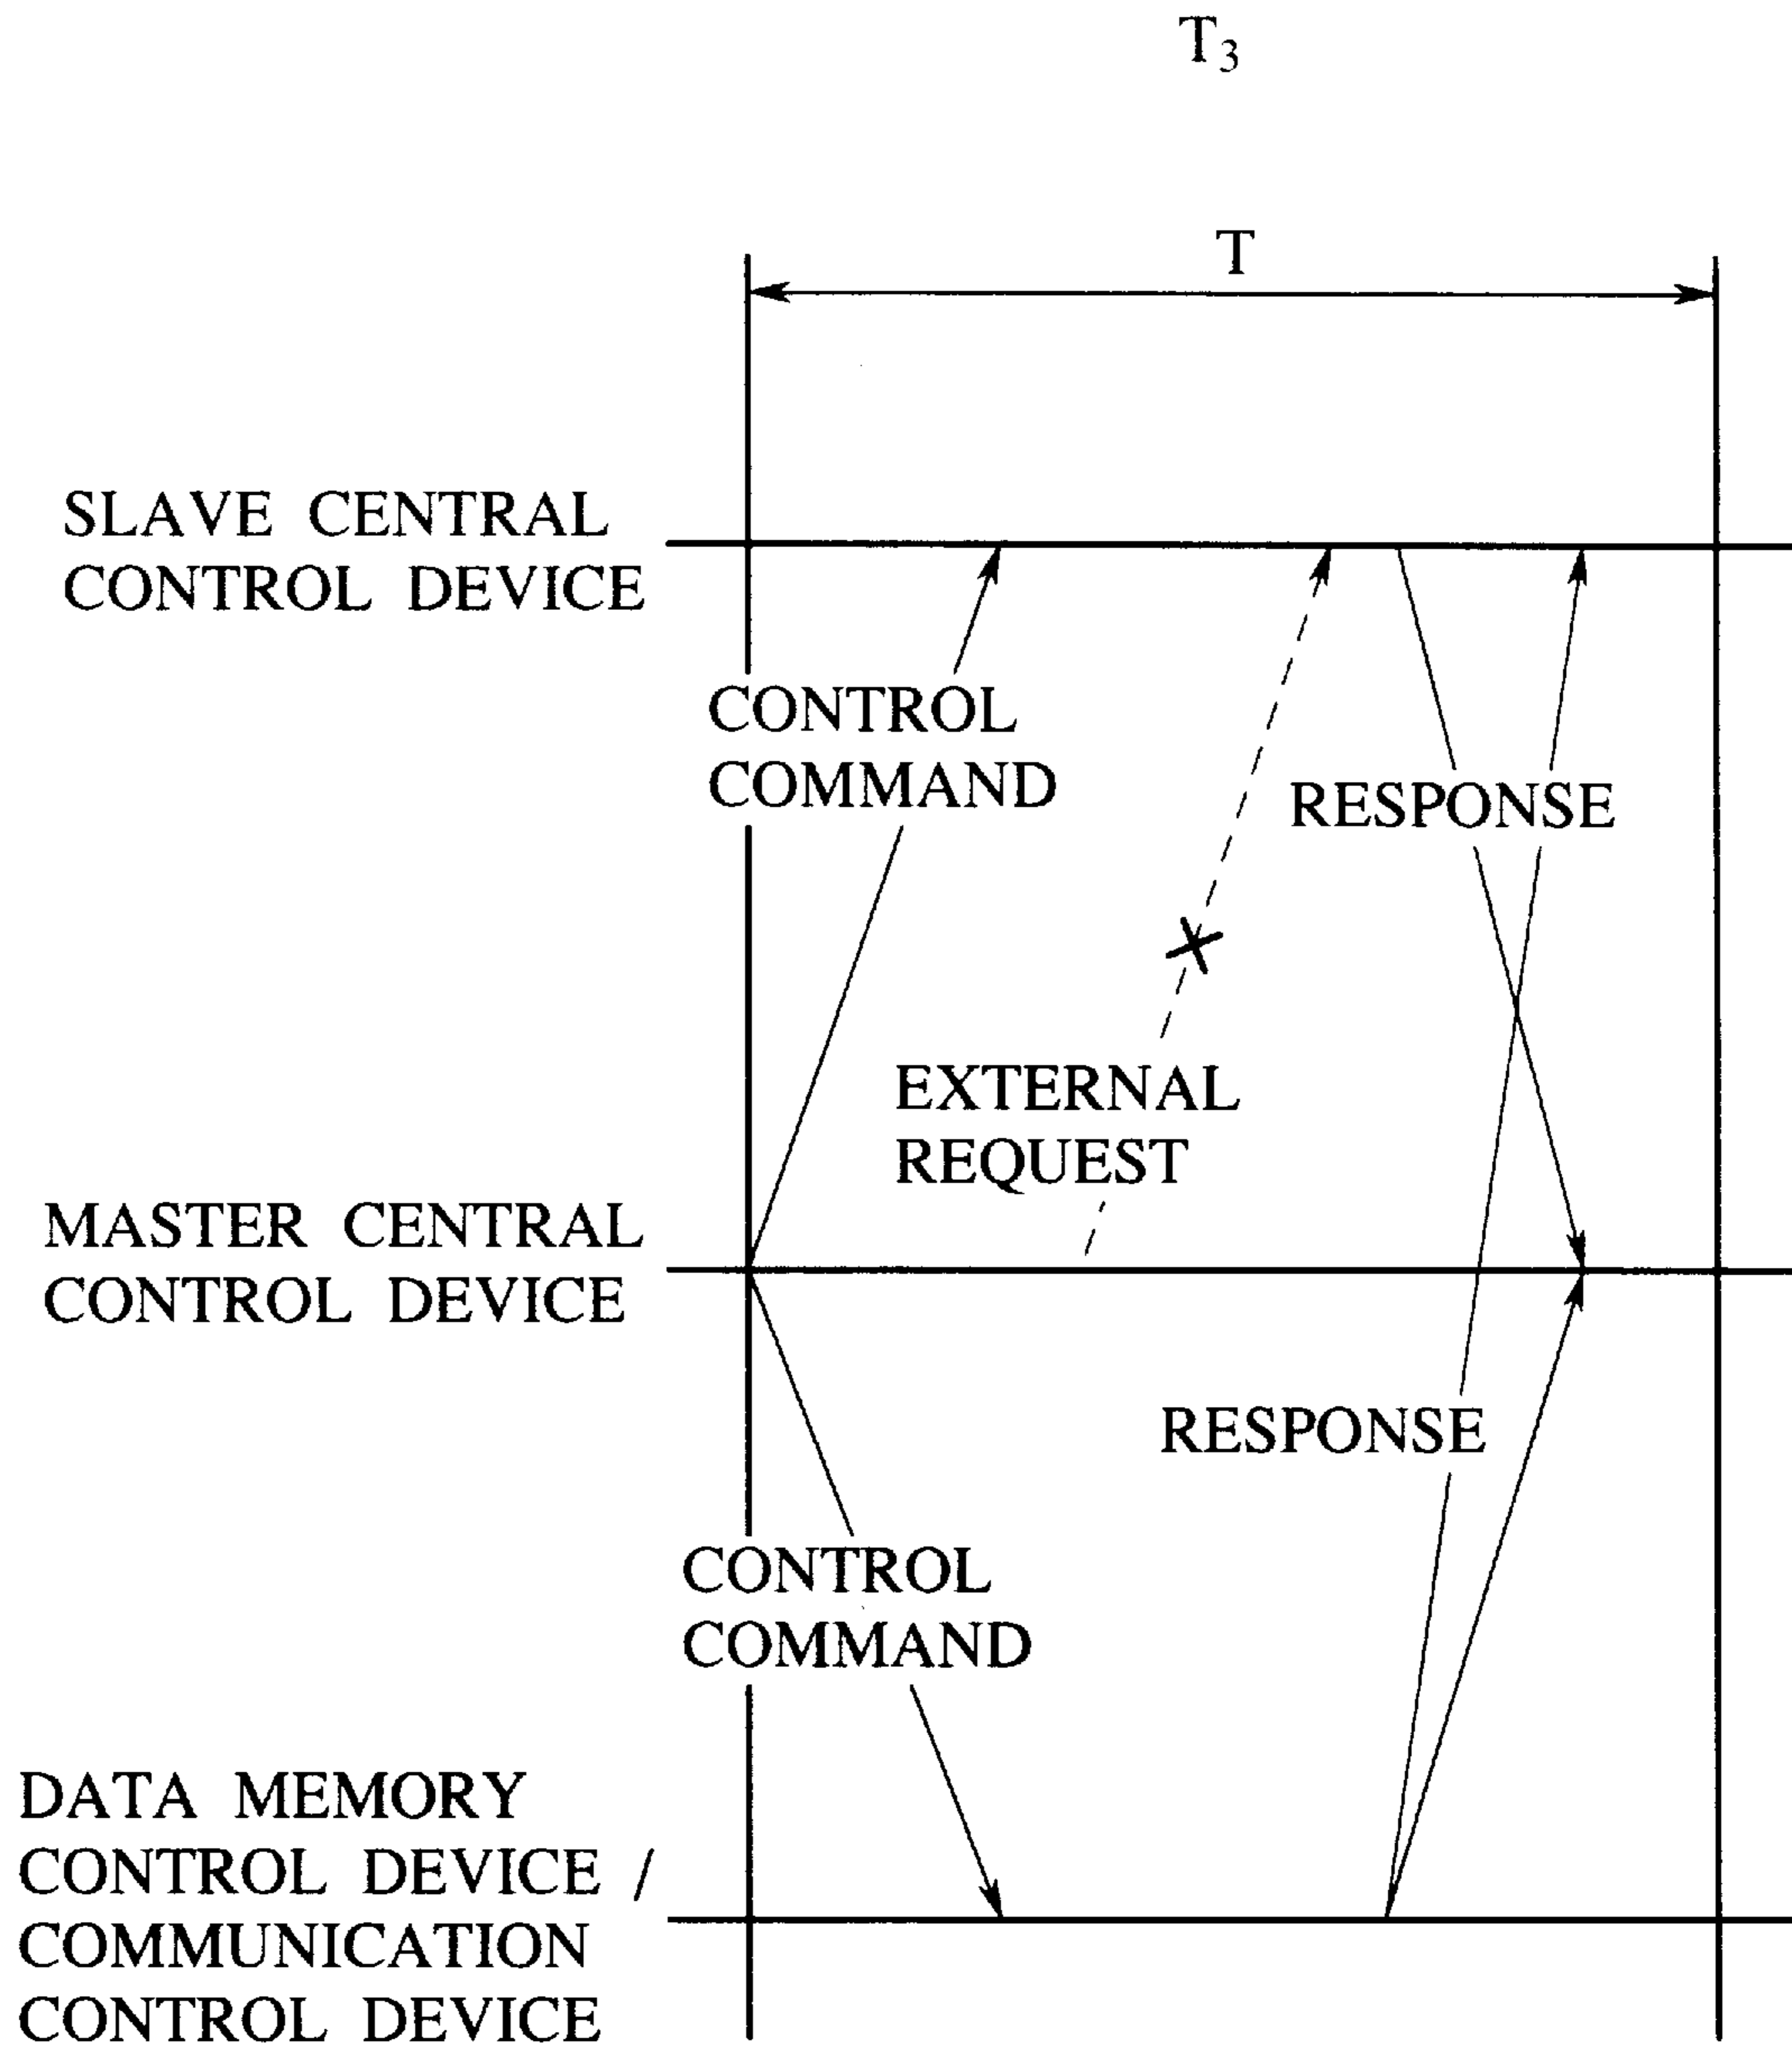 T3
T
SLAVE CENTRAL
CONTROL DEVICE
CONTROL
COMMAND
RESPONSE
EXTERNAL
REQUEST
MASTER CENTRAL
CONTROL DEVICE
RESPONSE
CONTROL
COMMAND
DATA MEMORY
CONTROL DEVICE /
COMMUNICATION
CONTROL DEVICE